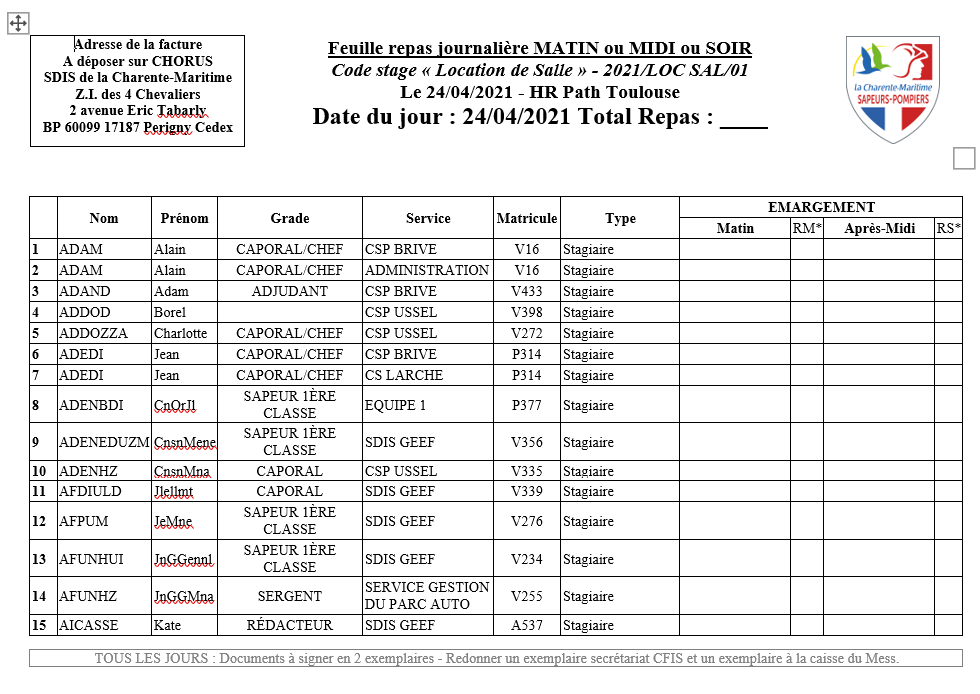 Adresse de la facture
A déposer sur CHORUS
SDIS de la Charente-Maritime
Z.I. des 4 Chevaliers
2 avenue Eric Tabarly
BP 60099 17187 Perigny Cedex
Feuille repas journalière MATIN ou MIDI ou SOIR
Code stage « Location de Salle » - 2021/LOC SAL/01
Le 24/04/2021 - HR Path Toulouse
Date du jour : 24/04/2021 Total Repas : ____
la Charente-Maritime
SAPEURS-POMPIERS
Nom Prénom Grade Service Matricule Type EMARGEMENT
Matin RM* Après-Midi RS*
1 ADAM Alain CAPORAL/CHEF CSP BRIVE V16 Stagiaire
2 ADAM Alain CAPORAL/CHEF ADMINISTRATION V16 Stagiaire
3 ADAND Adam ADJUDANT CSP BRIVE V433 Stagiaire
4 ADDOD Borel CSP USSEL V398 Stagiaire
5 ADDOZZA Charlotte CAPORAL/CHEF CSP USSEL V272 Stagiaire
6 ADEDI Jean CAPORAL/CHEF CSP BRIVE P314 Stagiaire
7 ADEDI Jean CAPORAL/CHEF CS LARCHE P314 Stagiaire
8 ADENBDI CnOrJl SAPEUR 1ÈRE CLASSE EQUIPE 1 P377 Stagiaire
9 ADENEDUZM CnsnMene SAPEUR 1ÈRE CLASSE SDIS GEEF V356 Stagiaire
10 ADENHZ CnsnMna CAPORAL CSP USSEL V335 Stagiaire
11 AFDIULD Jlellmt CAPORAL SDIS GEEF V339 Stagiaire
12 AFPUM JeMne SAPEUR 1ÈRE CLASSE SDIS GEEF V276 Stagiaire
13 AFUNHUI JnGGennl SAPEUR 1ÈRE CLASSE SDIS GEEF V234 Stagiaire
14 AFUNHZ JnGGMna SERGENT SERVICE GESTION DU PARC AUTO V255 Stagiaire
15 AICASSE Kate RÉDACTEUR SDIS GEEF A537 Stagiaire
TOUS LES JOURS : Documents à signer en 2 exemplaires - Redonner un exemplaire secrétariat CFIS et un exemplaire à la caisse du Mess.